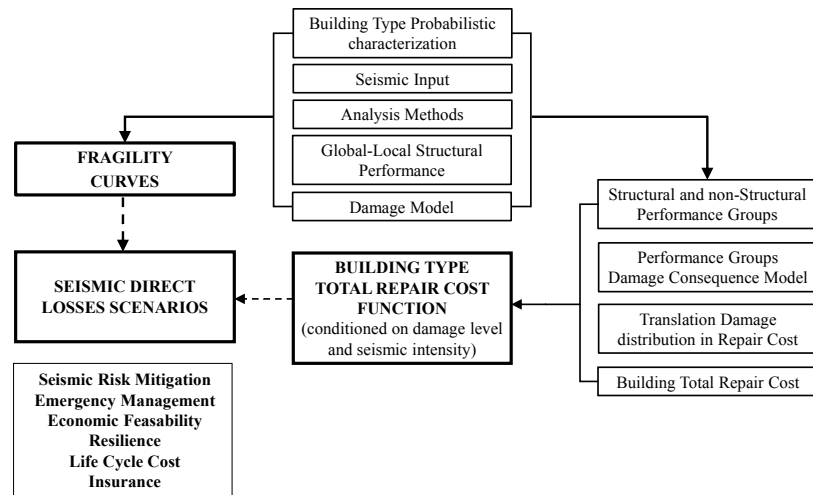 Building Type Probabilistic
characterization
Seismic Input
Analysis Methods
Global-Local Structural
Performance
Damage Model
FRAGILITY
CURVES
SEISMIC DIRECT
LOSSES SCENARIOS
BUILDING TYPE
TOTAL REPAIR COST
FUNCTION
(conditioned on damage level
and seismic intensity)
Structural and non-Structural
Performance Groups
Performance Groups
Damage Consequence Model
Translation Damage
distribution in Repair Cost
Building Total Repair Cost
Seismic Risk Mitigation
Emergency Management
Economic Feasability
Resilience
Life Cycle Cost
Insurance